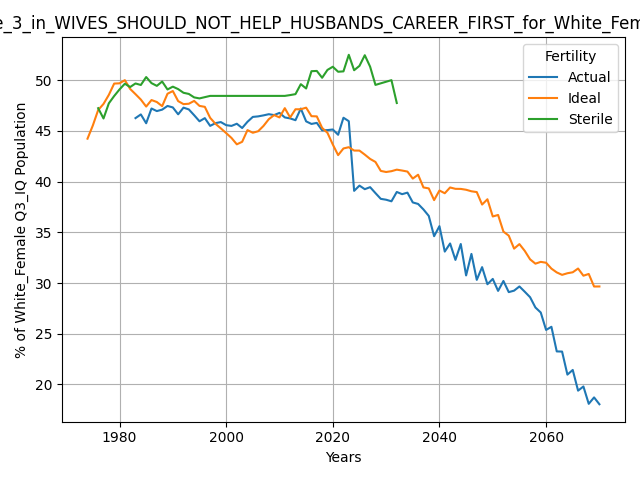 e_3_in_WIVES_SHOULD_NOT_HELP_HUSBANDS_CAREER_FIRST_for_White_Fem
Fertility
Actual
Ideal
Sterile
% of White_Female Q3_IQ Population
50
45
40
35
30
25
20
1980
2000
2020
2040
2060
Years